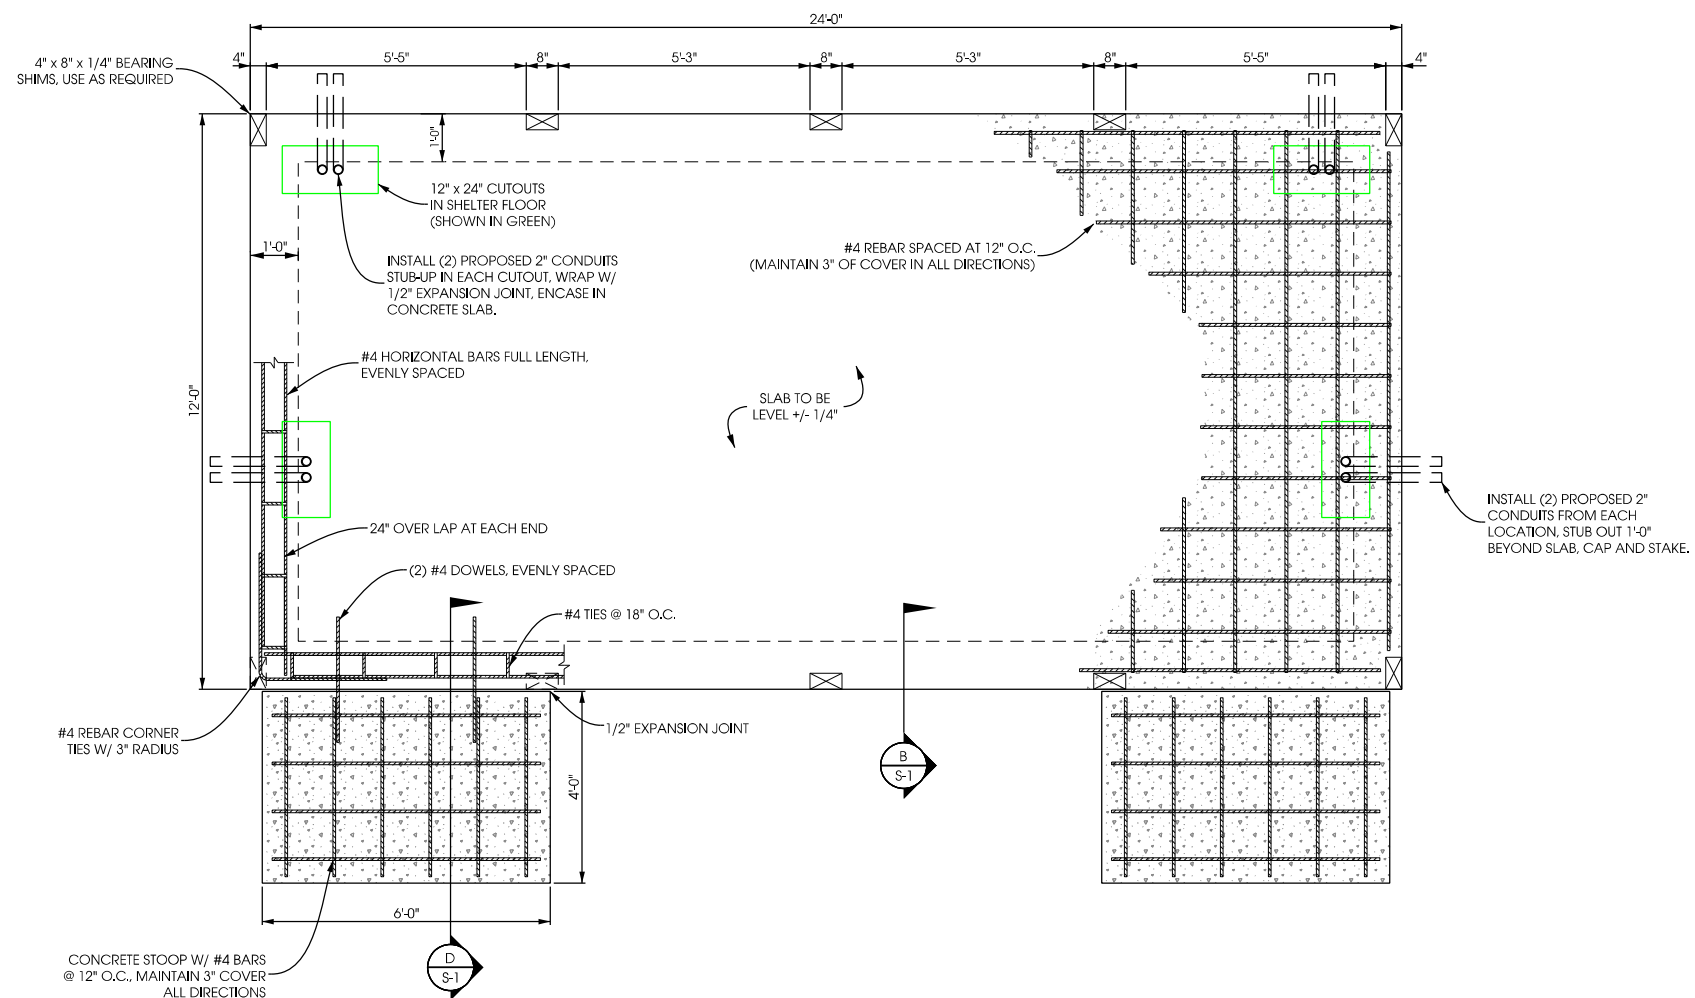 24'-0"
4"
5'-5"
8"
5'-3"
8"
5'-3"
8"
5'-5"
4"
4" x 8" x 1/4" BEARING
SHIMS, USE AS REQUIRED
1'-0"
12" x 24" CUTOUTS
IN SHELTER FLOOR
(SHOWN IN GREEN)
1'-0"
INSTALL (2) PROPOSED 2" CONDUITS
STUB-UP IN EACH CUTOUT, WRAP W/
1/2" EXPANSION JOINT, ENCASE IN
CONCRETE SLAB.
#4 REBAR SPACED AT 12" O.C.
(MAINTAIN 3" OF COVER IN ALL DIRECTIONS)
#4 HORIZONTAL BARS FULL LENGTH,
EVENLY SPACED
12'-0"
SLAB TO BE
LEVEL +/- 1/4"
INSTALL (2) PROPOSED 2"
CONDUITS FROM EACH
LOCATION, STUB OUT 1'-0"
BEYOND SLAB, CAP AND STAKE.
24" OVER LAP AT EACH END
(2) #4 DOWELS, EVENLY SPACED
#4 TIES @ 18" O.C.
#4 REBAR CORNER
TIES W/ 3" RADIUS
1/2" EXPANSION JOINT
4'-0"
B
S-1
6'-0"
D
S-1
CONCRETE STOOP W/ #4 BARS
@ 12" O.C., MAINTAIN 3" COVER
ALL DIRECTIONS